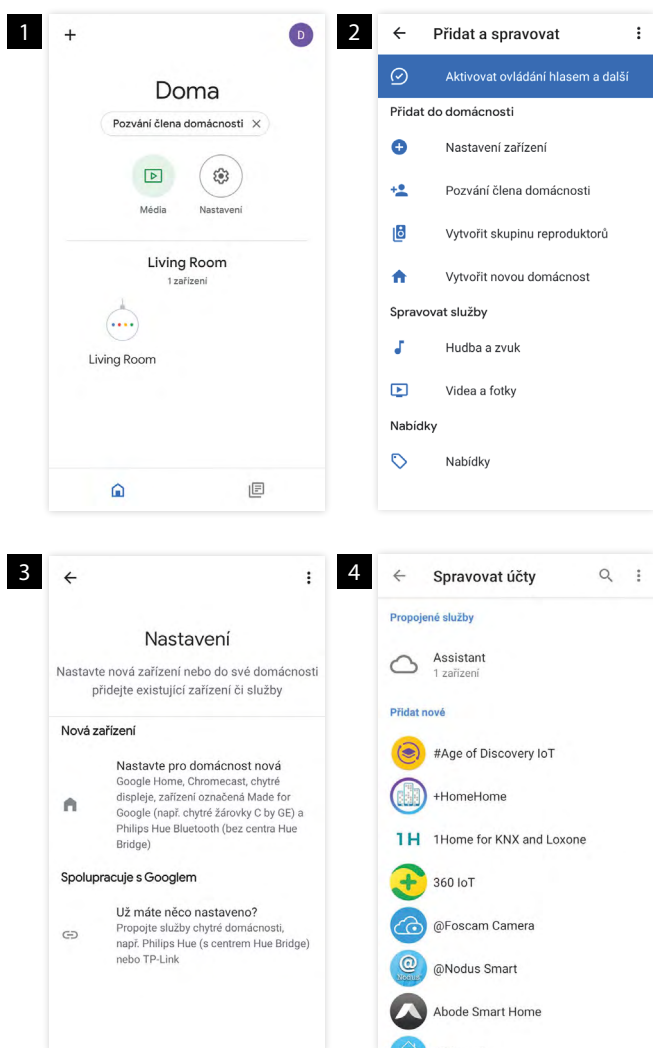 1
D
Doma
Pozvání člena domácnosti ×
Média
Nastavení
Living Room
1 zařízení
Living Room
2
Přidat a spravovat
Aktivovat ovládání hlasem a další
Přidat do domácnosti
Nastavení zařízení
Pozvání člena domácnosti
Vytvořit skupinu reproduktorů
Vytvořit novou domácnost
Spravovat služby
Hudba a zvuk
Videa a fotky
Nabídky
Nabídky
3
Nastavení
Nastavte nová zařízení nebo do své domácnosti
přidejte existující zařízení či služby
Nová zařízení
Nastavte pro domácnost nová
Google Home, Chromecast, chytré
displeje, zařízení označená Made for
Google (např. chytré žárovky C by GE) a
Philips Hue Bluetooth (bez centra Hue
Bridge)
Spolupracuje s Googlem
Už máte něco nastaveno?
Propojte služby chytré domácnosti,
např. Philips Hue (s centrem Hue Bridge)
nebo TP-Link
4
Spravovat účty
Propojené služby
Assistant
1 zařízení
Přidat nové
#Age of Discovery IoT
+HomeHome
1H 1Home for KNX and Loxone
360 IoT
@Foscam Camera
@Nodus Smart
Abode Smart Home